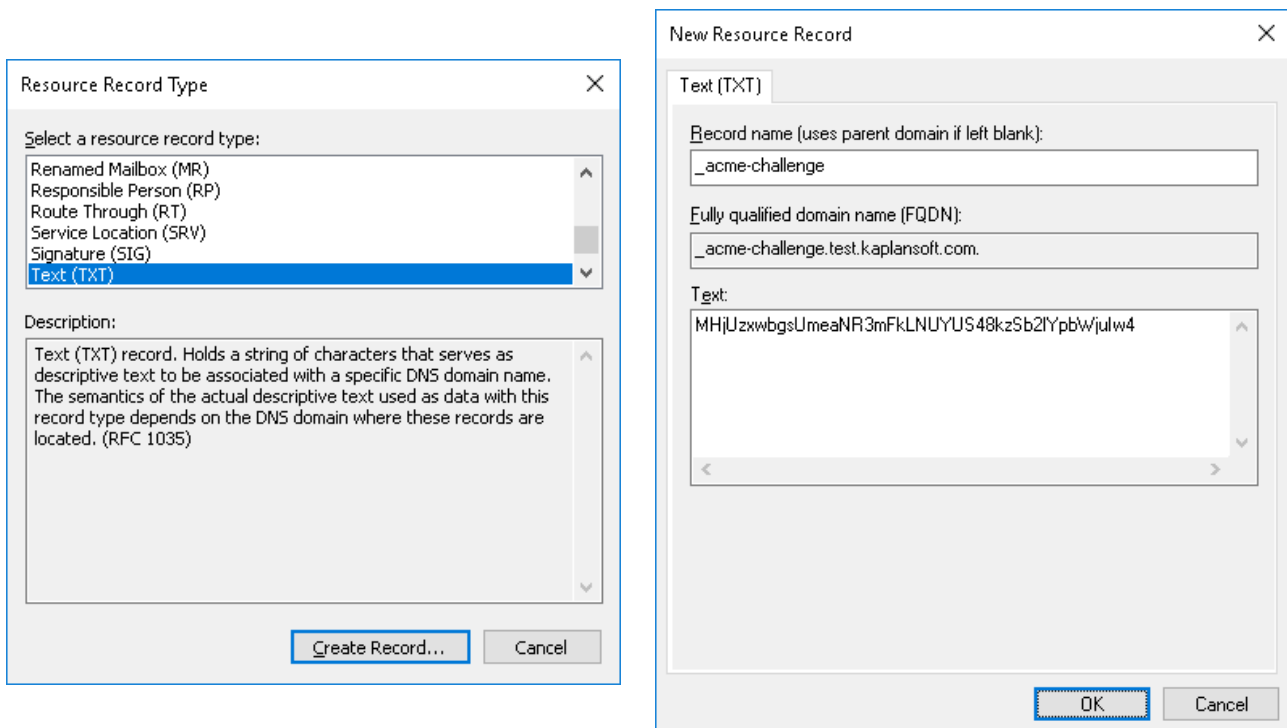 Resource Record Type
Select a resource record type:
Renamed Mailbox (MR)
Responsible Person (RP)
Route Through (RT)
Service Location (SRV)
Signature (SIG)
Text (TXT)
Description:
Text (TXT) record. Holds a string of characters that serves as
descriptive text to be associated with a specific DNS domain name.
The semantics of the actual descriptive text used as data with this
record type depends on the DNS domain where these records are
located. (RFC 1035)
Create Record...
Cancel
New Resource Record
Text (TXT)
Record name (uses parent domain if left blank):
_acme-challenge
Fully qualified domain name (FQDN):
_acme-challenge.test.kaplansoft.com.
Text:
MHjUzxwbgsUmeaNR3mFkLNUYUS48kzSb2lYpbWjulw4
OK
Cancel